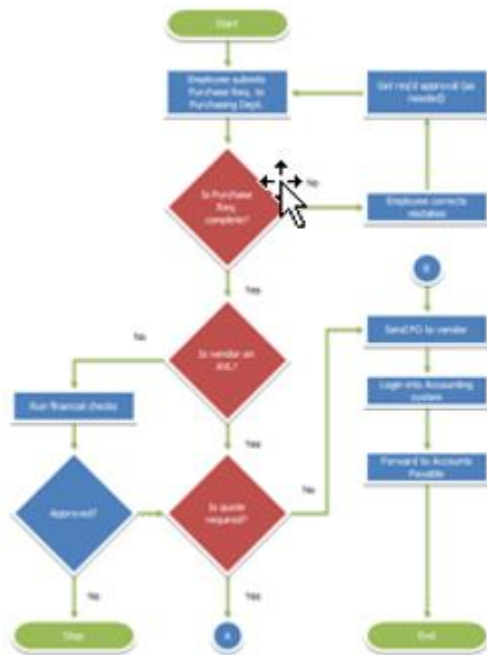 Start
Employee submits
Purchase Req. to
Purchasing Dept.
Get req'd approval (as
needed)
Is Purchase
Req.
complete?
No
Employee corrects
mistakes
Yes
B
No
Is vendor on
AVL?
Send PO to vendor
Run financial checks
Login into Accounting
system
Yes
Forward to Accounts
Payable
Approved?
Is quote
required?
No
No
Yes
Stop
A
End